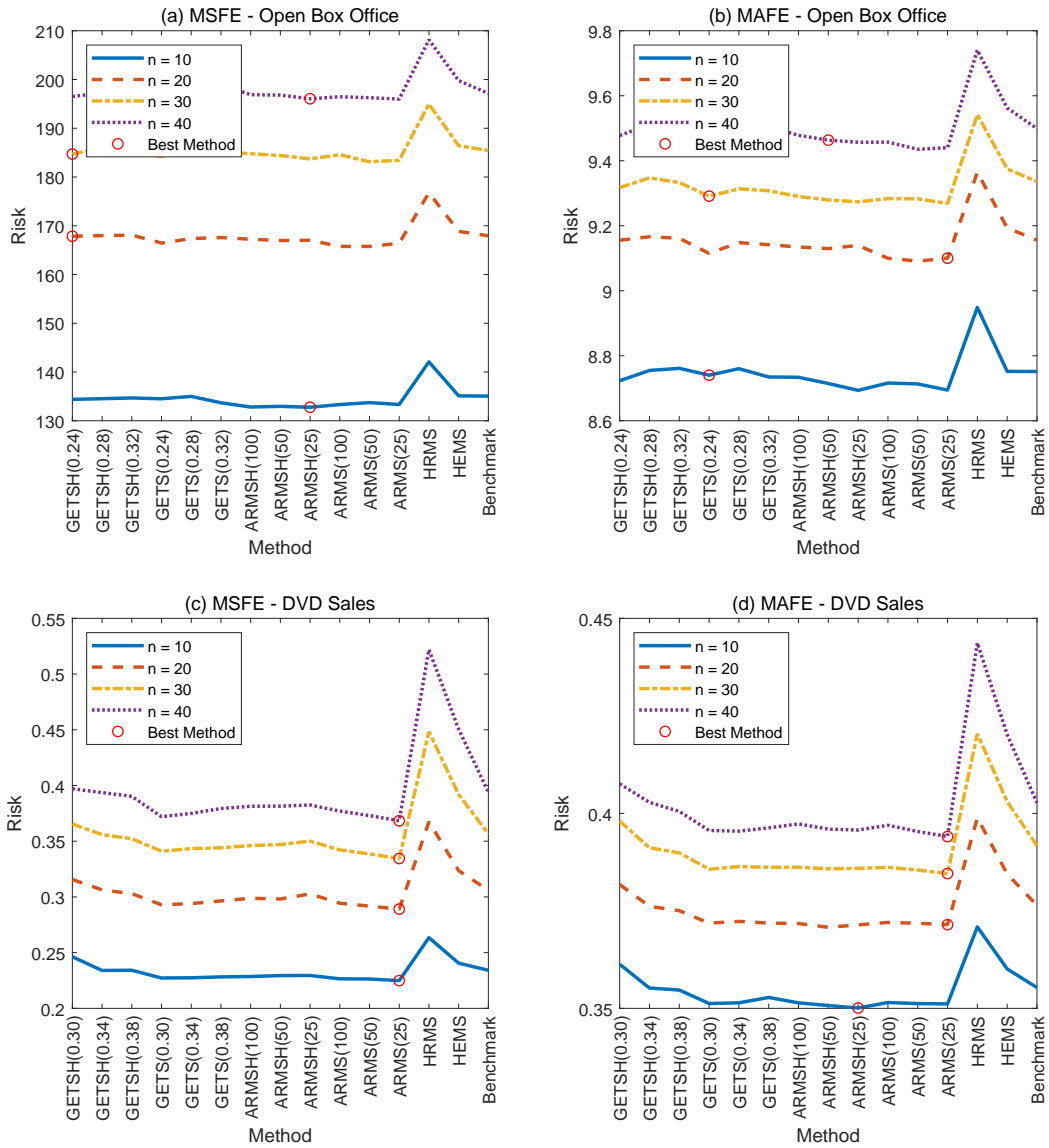 (a) MSFE - Open Box Office
210
200
190
180
170
160
150
140
130
Risk
n = 10
n = 20
n = 30
n = 40
Best Method
GETSH(0.24)
GETSH(0.28)
GETSH(0.32)
GETS(0.24)
GETS(0.28)
GETS(0.32)
ARMSH(100)
ARMSH(50)
ARMSH(25)
ARMS(100)
ARMS(50)
ARMS(25)
HRMS
HEMS
Benchmark
Method
(b) MAFE - Open Box Office
9.8
9.6
9.4
9.2
9
8.8
8.6
Risk
n = 10
n = 20
n = 30
n = 40
Best Method
GETSH(0.24)
GETSH(0.28)
GETSH(0.32)
GETS(0.24)
GETS(0.28)
GETS(0.32)
ARMSH(100)
ARMSH(50)
ARMSH(25)
ARMS(100)
ARMS(50)
ARMS(25)
HRMS
HEMS
Benchmark
Method
(c) MSFE - DVD Sales
0.55
0.5
0.45
0.4
0.35
0.3
0.25
0.2
Risk
n = 10
n = 20
n = 30
n = 40
Best Method
GETSH(0.30)
GETSH(0.34)
GETSH(0.38)
GETS(0.30)
GETS(0.34)
GETS(0.38)
ARMSH(100)
ARMSH(50)
ARMSH(25)
ARMS(100)
ARMS(50)
ARMS(25)
HRMS
HEMS
Benchmark
Method
(d) MAFE - DVD Sales
0.45
0.4
0.35
Risk
n = 10
n = 20
n = 30
n = 40
Best Method
GETSH(0.30)
GETSH(0.34)
GETSH(0.38)
GETS(0.30)
GETS(0.34)
GETS(0.38)
ARMSH(100)
ARMSH(50)
ARMSH(25)
ARMS(100)
ARMS(50)
ARMS(25)
HRMS
HEMS
Benchmark
Method